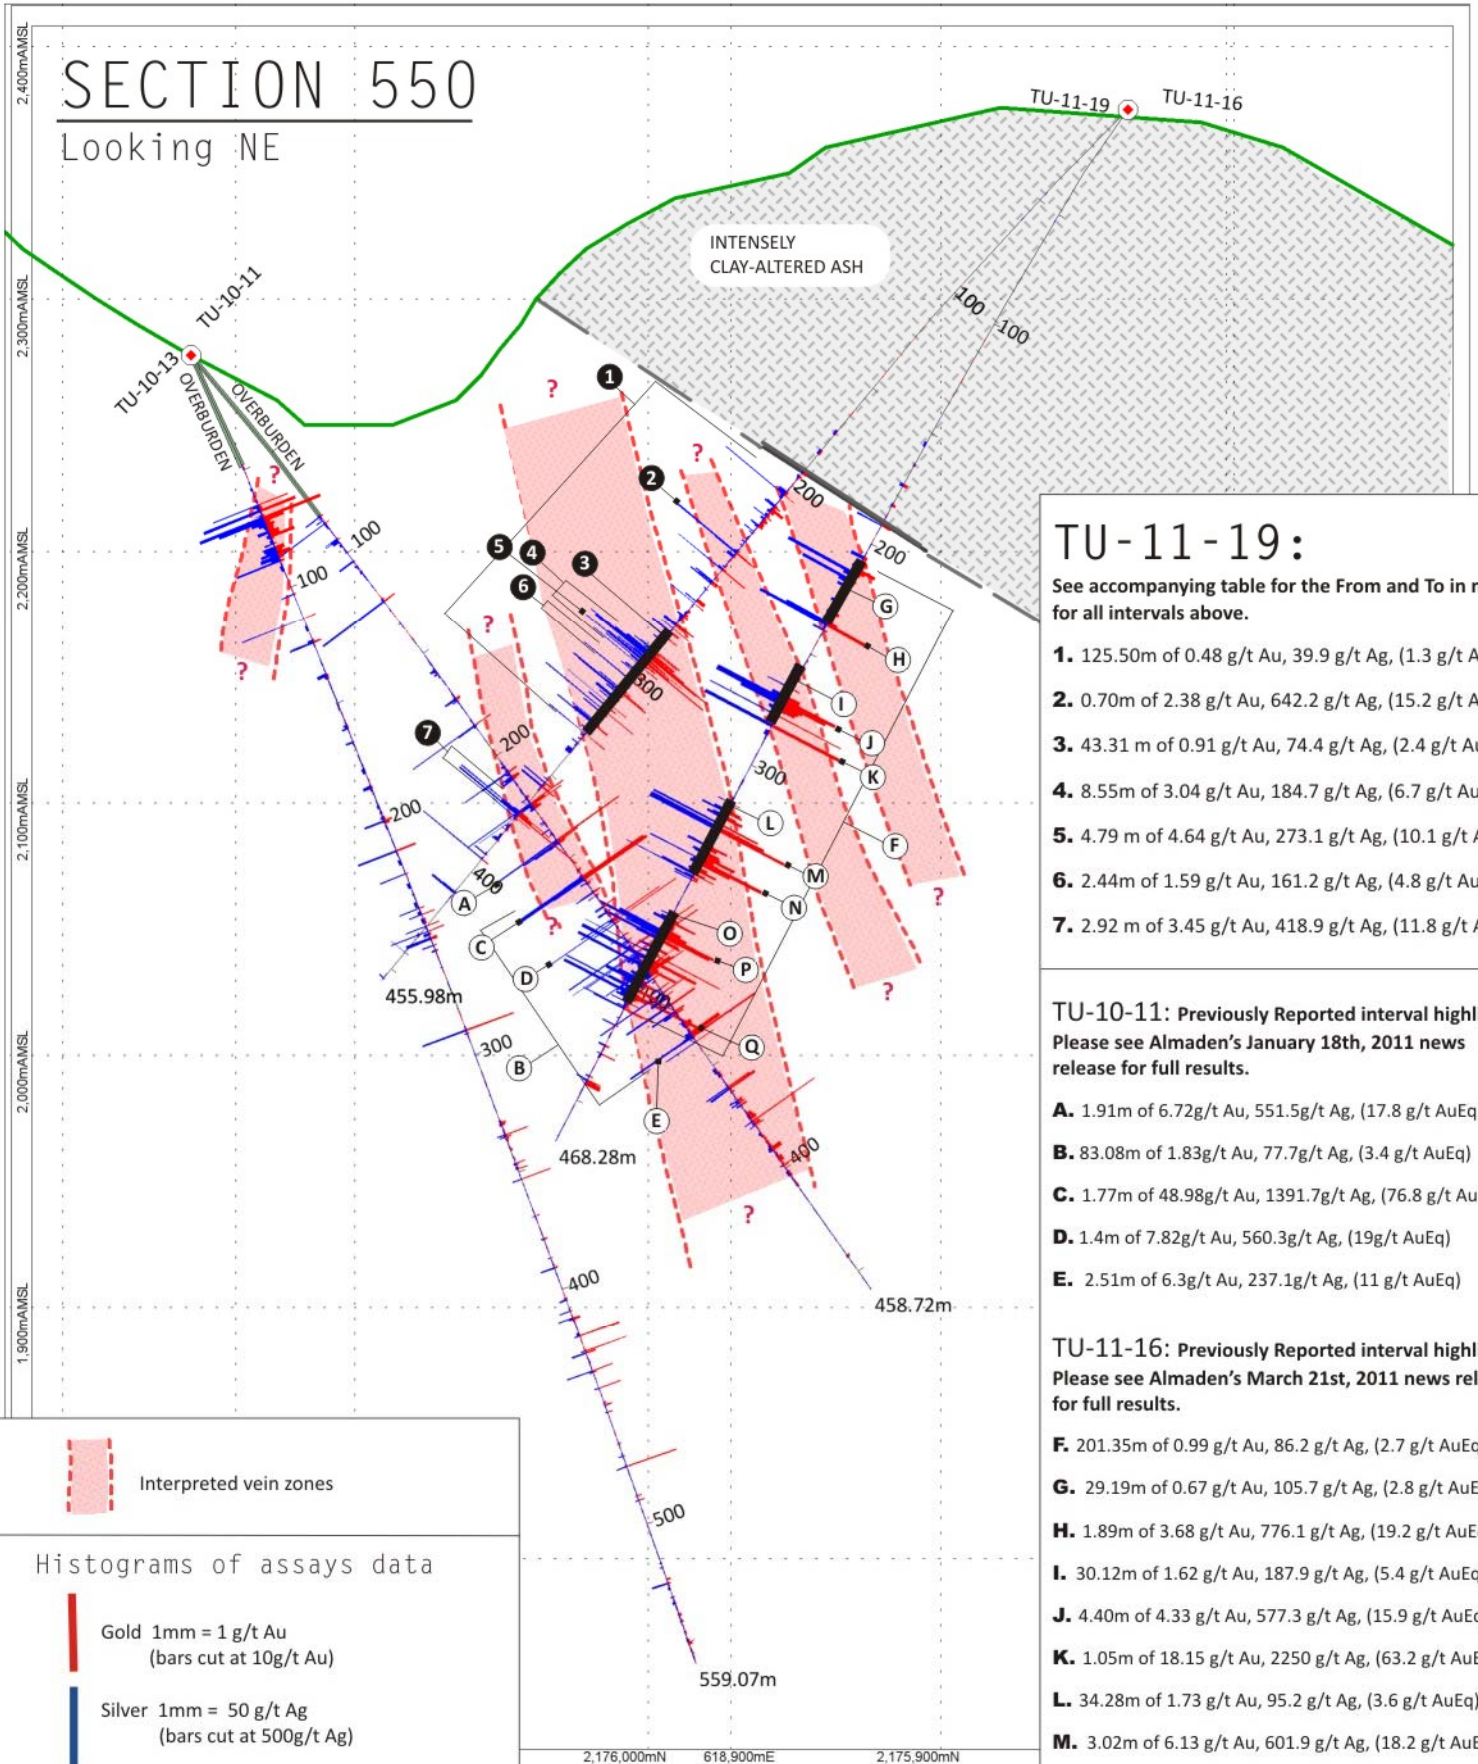 SECTION 550
Looking NE
2,400mAMSL
2,300mAMSL
2,200mAMSL
2,100mAMSL
2,000mAMSL
1,900mAMSL
TU-11-19
TU-11-16
INTENSELY
CLAY-ALTERED ASH
TU-10-11
TU-10-13
OVERBURDEN
OVERBURDEN
100
100
?
1
?
?
2
200
200
100
100
5
4
3
6
?
?
G
H
300
I
J
K
7
200
300
200
L
F
M
400
A
N
?
C
?
O
D
P
?
455.98m
400
300
B
Q
E
468.28m
400
?
400
458.72m
500
559.07m
2,176,000mN
618,900mE
2,175,900mN
Interpreted vein zones
Histograms of assays data
Gold 1mm = 1 g/t Au
(bars cut at 10g/t Au)
Silver 1mm = 50 g/t Ag
(bars cut at 500g/t Ag)
TU-11-19:
See accompanying table for the From and To in
for all intervals above.
1. 125.50m of 0.48 g/t Au, 39.9 g/t Ag, (1.3 g/t
2. 0.70m of 2.38 g/t Au, 642.2 g/t Ag, (15.2 g/t
3. 43.31 m of 0.91 g/t Au, 74.4 g/t Ag, (2.4 g/t
4. 8.55m of 3.04 g/t Au, 184.7 g/t Ag, (6.7 g/t Au
5. 4.79 m of 4.64 g/t Au, 273.1 g/t Ag, (10.1 g/t
6. 2.44m of 1.59 g/t Au, 161.2 g/t Ag, (4.8 g/t Au
7. 2.92 m of 3.45 g/t Au, 418.9 g/t Ag, (11.8 g/t
TU-10-11: Previously Reported interval
Please see Almaden's January 18th, 2011 news
release for full results.
A. 1.91m of 6.72g/t Au, 551.5g/t Ag, (17.8 g/t AuEq
B. 83.08m of 1.83g/t Au, 77.7g/t Ag, (3.4 g/t AuEq)
C. 1.77m of 48.98g/t Au, 1391.7g/t Ag, (76.8 g/t Au
D. 1.4m of 7.82g/t Au, 560.3g/t Ag, (19g/t AuEq)
E. 2.51m of 6.3g/t Au, 237.1g/t Ag, (11 g/t AuEq)
TU-11-16: Previously Reported interval
Please see Almaden's March 21st, 2011 news
for full results.
F. 201.35m of 0.99 g/t Au, 86.2 g/t Ag, (2.7 g/t AuEq
G. 29.19m of 0.67 g/t Au, 105.7 g/t Ag, (2.8 g/t
H. 1.89m of 3.68 g/t Au, 776.1 g/t Ag, (19.2 g/t
I. 30.12m of 1.62 g/t Au, 187.9 g/t Ag, (5.4 g/t AuEq
J. 4.40m of 4.33 g/t Au, 577.3 g/t Ag, (15.9 g/t
K. 1.05m of 18.15 g/t Au, 2250 g/t Ag, (63.2 g/t
L. 34.28m of 1.73 g/t Au, 95.2 g/t Ag, (3.6 g/t AuEq)
M. 3.02m of 6.13 g/t Au, 601.9 g/t Ag, (18.2 g/t